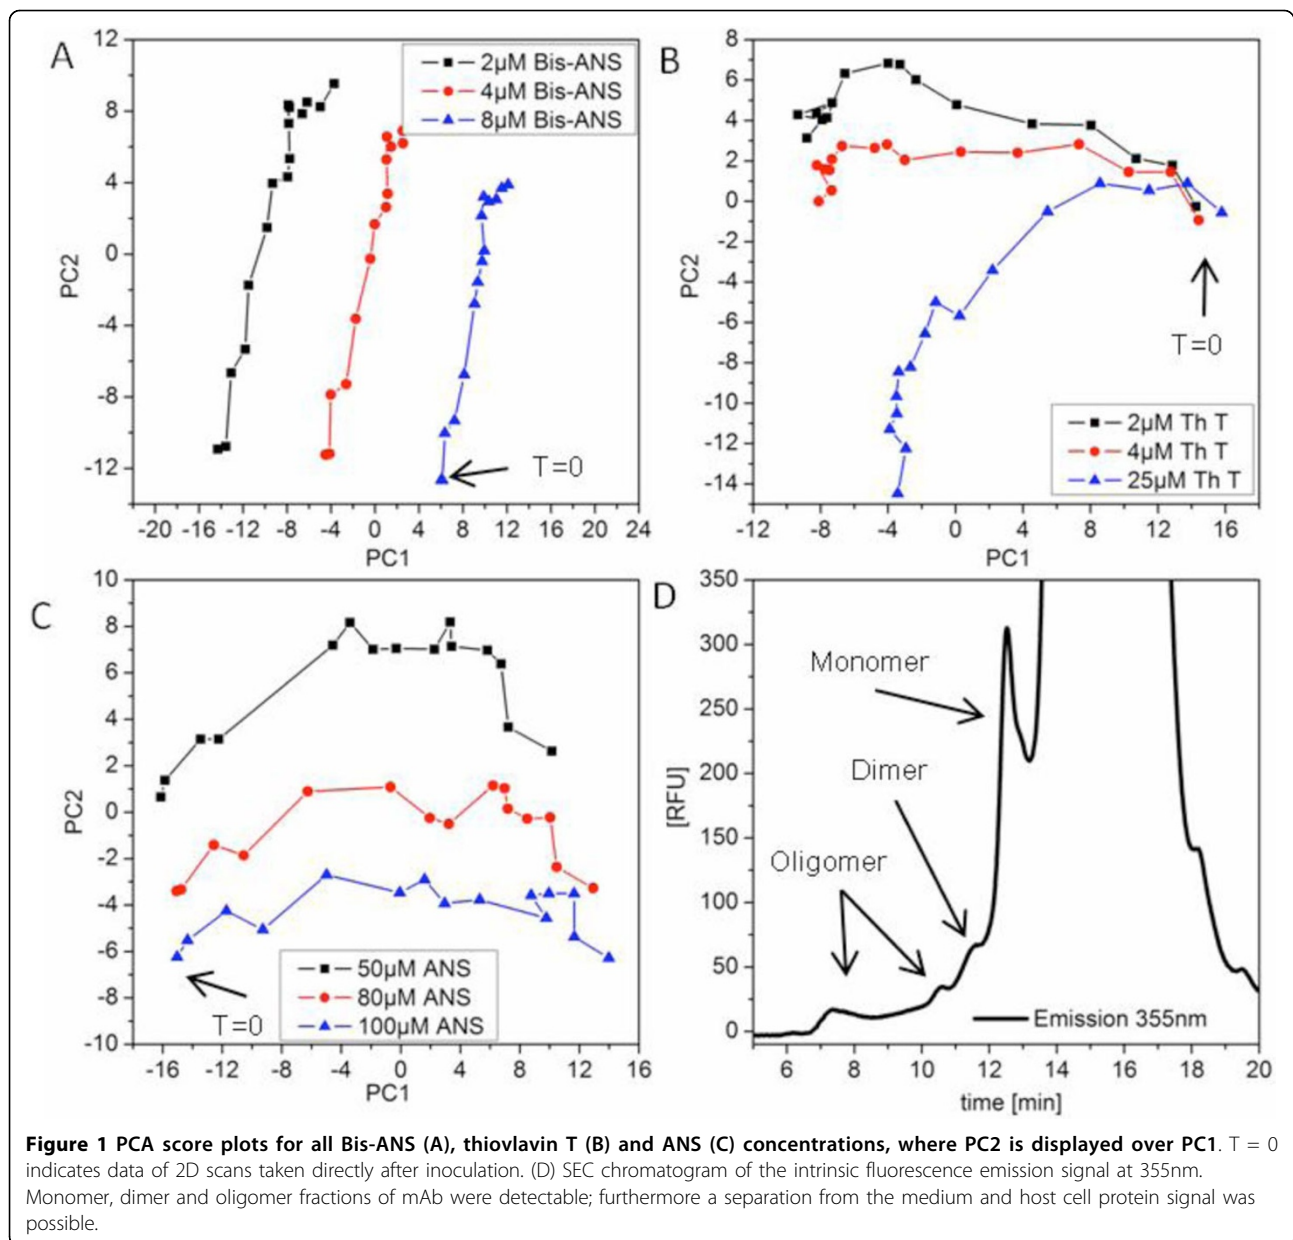 A
12
8
4
0
-4
-8
-12
PC2
-20 -16 -12 -8 -4 0 4 8 12 16 20 24
PC1
2µM Bis-ANS
4µM Bis-ANS
8µM Bis-ANS
T=0
B
8
6
4
2
0
-2
-4
-6
-8
-10
-12
-14
PC2
-12 -8 -4 0 4 8 12 16
PC1
T=0
2µM Th T
4µM Th T
25µM Th T
C
10
8
6
4
2
0
-2
-4
-6
-8
-10
PC2
-16 -12 -8 -4 0 4 8 12 16
PC1
50µM ANS
80µM ANS
100µM ANS
T=0
D
350
300
250
200
150
100
50
0
[RFU]
Monomer
Dimer
Oligomer
Emission 355nm
6 8 10 12 14 16 18 20
time [min]
Figure 1 PCA score plots for all Bis-ANS (A), thiovlavin T (B) and ANS (C) concentrations, where PC2 is displayed over PC1. T = 0
indicates data of 2D scans taken directly after inoculation. (D) SEC chromatogram of the intrinsic fluorescence emission signal at 355nm.
Monomer, dimer and oligomer fractions of mAb were detectable; furthermore a separation from the medium and host cell protein signal was
possible.